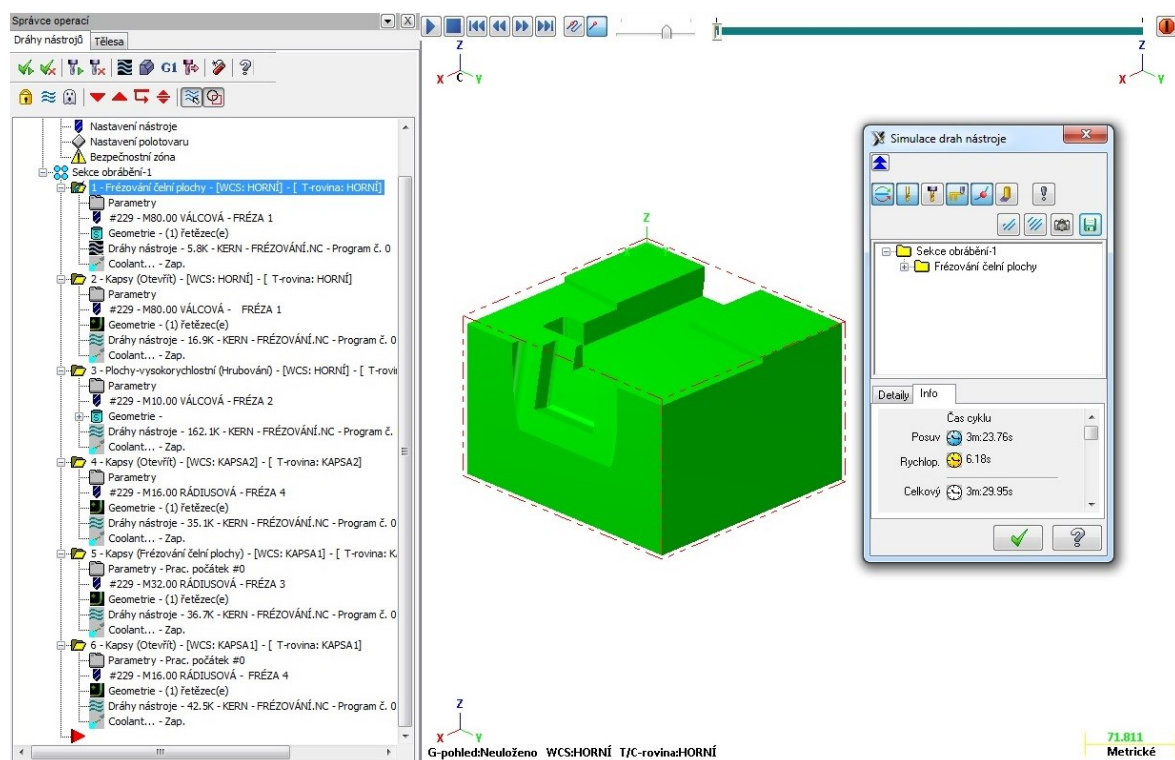 Správce operací
Dráhy nástrojů Tělesa
G1
Nastavení nástroje
Nastavení polotovaru
Bezpečnostní zóna
Sekce obrábění-1
1 - Frézování čelní plochy - [WCS: HORNÍ] - [ T-rovina: HORNÍ]
Parametry
#229 - M80.00 VÁLCOVÁ - FRÉZA 1
Geometrie - (1) řetězec(e)
Dráhy nástroje - 5.8K - KERN - FRÉZOVÁNÍ.NC - Program č. 0
Coolant... - Zap.
2 - Kapsy (Otevřít) - [WCS: HORNÍ] - [ T-rovina: HORNÍ]
Parametry
#229 - M80.00 VÁLCOVÁ - FRÉZA 1
Geometrie - (1) řetězec(e)
Dráhy nástroje - 16.9K - KERN - FRÉZOVÁNÍ.NC - Program č. 0
Coolant... - Zap.
3 - Plochy-vysokorychlostní (Hrubování) - [WCS: HORNÍ] - [ T-rovi
Parametry
#229 - M10.00 VÁLCOVÁ - FRÉZA 2
Geometrie -
Dráhy nástroje - 162.1K - KERN - FRÉZOVÁNÍ.NC - Program č.
Coolant... - Zap.
4 - Kapsy (Otevřít) - [WCS: KAPSA2] - [ T-rovina: KAPSA2]
Parametry
#229 - M16.00 RÁDIUSOVÁ - FRÉZA 4
Geometrie - (1) řetězec(e)
Dráhy nástroje - 35.1K - KERN - FRÉZOVÁNÍ.NC - Program č. 0
Coolant... - Zap.
5 - Kapsy (Frézování čelní plochy) - [WCS: KAPSA1] - [ T-rovina: K
Parametry - Prac. počátek #0
#229 - M32.00 RÁDIUSOVÁ - FRÉZA 3
Geometrie - (1) řetězec(e)
Dráhy nástroje - 36.7K - KERN - FRÉZOVÁNÍ.NC - Program č. 0
Coolant... - Zap.
6 - Kapsy (Otevřít) - [WCS: KAPSA1] - [ T-rovina: KAPSA1]
Parametry - Prac. počátek #0
#229 - M16.00 RÁDIUSOVÁ - FRÉZA 4
Geometrie - (1) řetězec(e)
Dráhy nástroje - 42.5K - KERN - FRÉZOVÁNÍ.NC - Program č. 0
Coolant... - Zap.
Z
X C Y
Z
X Y
Z
Simulace drah nástroje
Sekce obrábění-1
Frézování čelní plochy
Detaily Info
Čas cyklu
Posuv 3m:23.76s
Rychlop. 6.18s
Celkový 3m:29.95s
Z
X Y
G-pohled:Neuloženo WCS:HORNÍ T/C-rovina:HORNÍ
71.811
Metrické